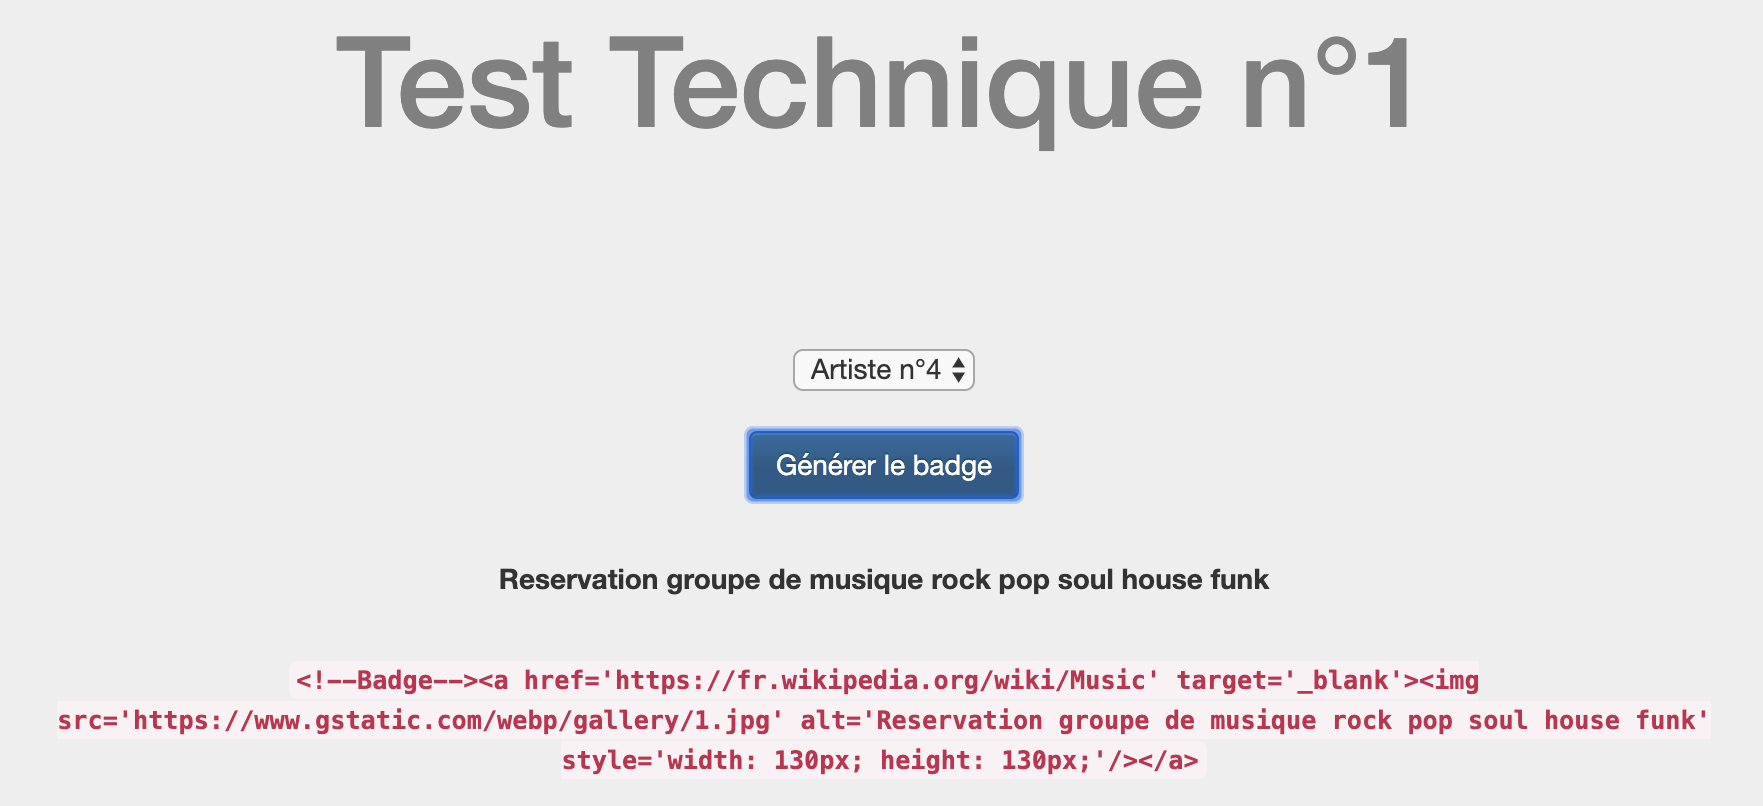 Test Technique n°1
Artiste n°4
Générer le badge
Reservation groupe de musique rock pop soul house funk
<!--Badge--><a href='https://fr.wikipedia.org/wiki/Music' target='_blank'><img
src='https://www.gstatic.com/webp/gallery/1.jpg' alt='Reservation groupe de musique rock pop soul house funk'
style='width: 130px; height: 130px;'/></a>